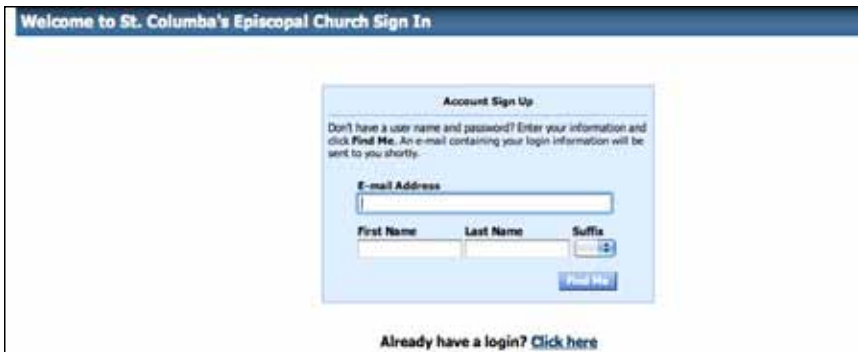 Welcome to St. Columba's Episcopal Church Sign In
Account Sign Up
Don't have a user name and password? Enter your information and
click Find Me. An e-mail containing your login information will be
sent to you shortly.
E-mail Address
First Name Last Name Suffix
Find Me
Already have a login? Click here